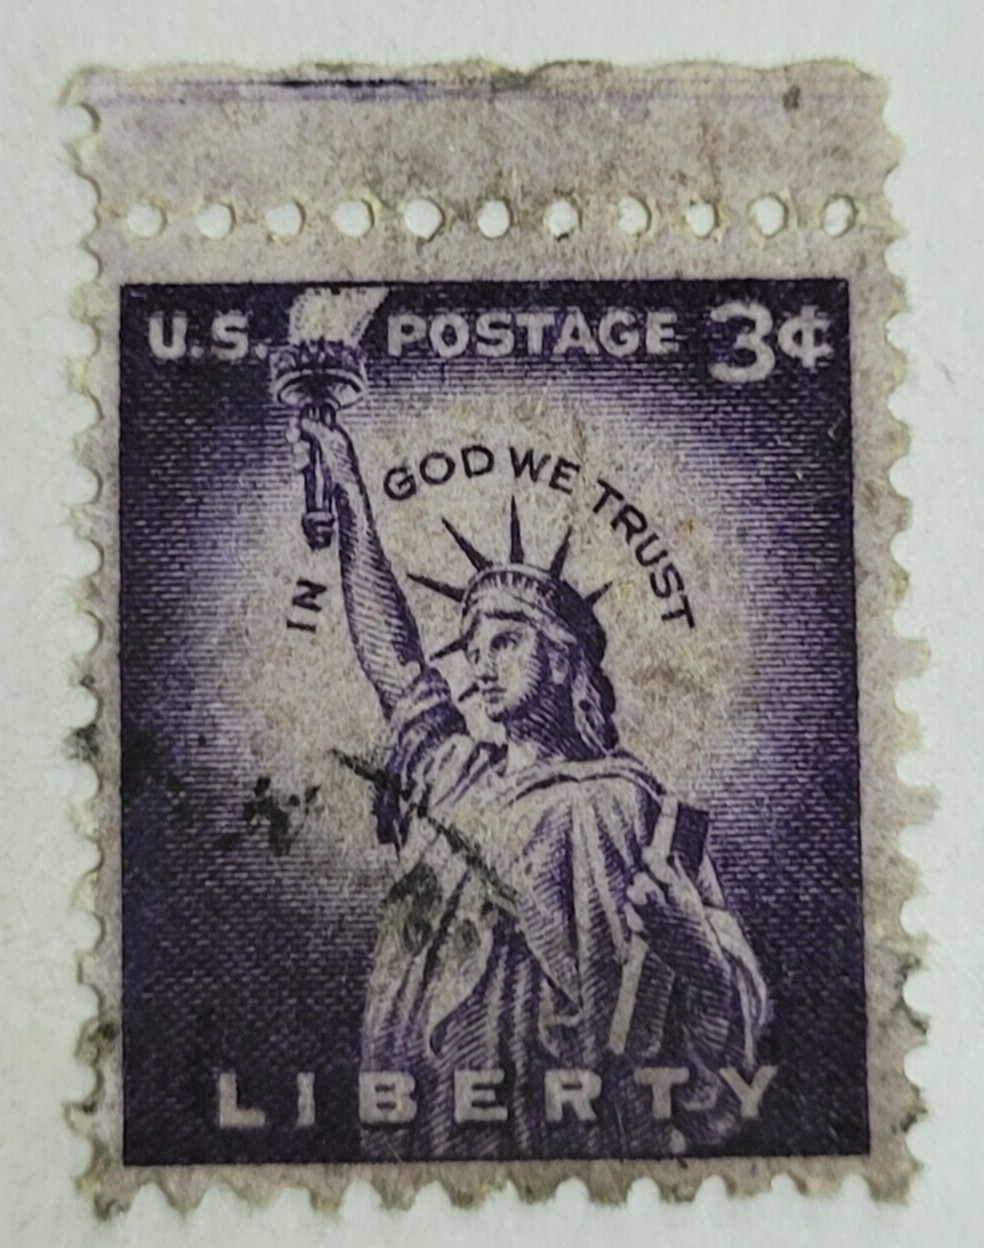 U.S. POSTAGE 3¢
IN GOD WE TRUST
LIBERTY